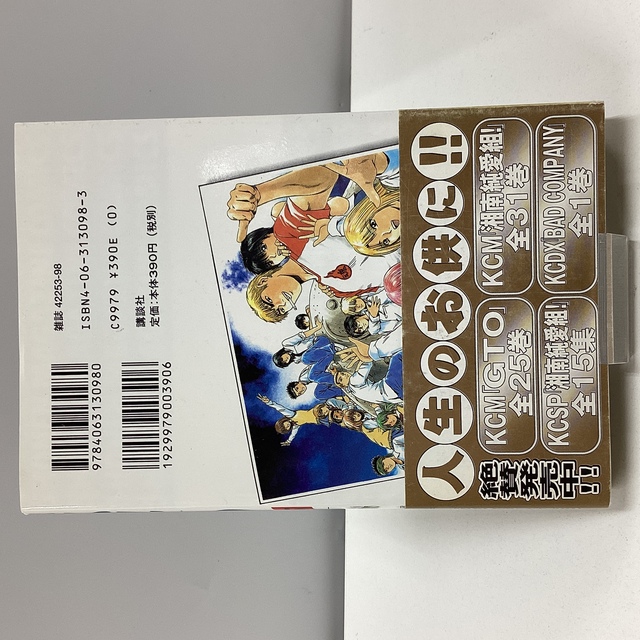 9784063130980
1929979003906
雑誌 42253-98
ISBN4-06-313098-3
C9979 ¥390E (0)
講談社
定価:本体390円(税別)
人生のお供に!!
KCM『GTO』
全25巻
KCM『湘南純愛組!』
全31巻
KCSP『湘南純愛組!』
全15集
KCDX『BAD COMPANY』
全1巻
絶賛発売中!!